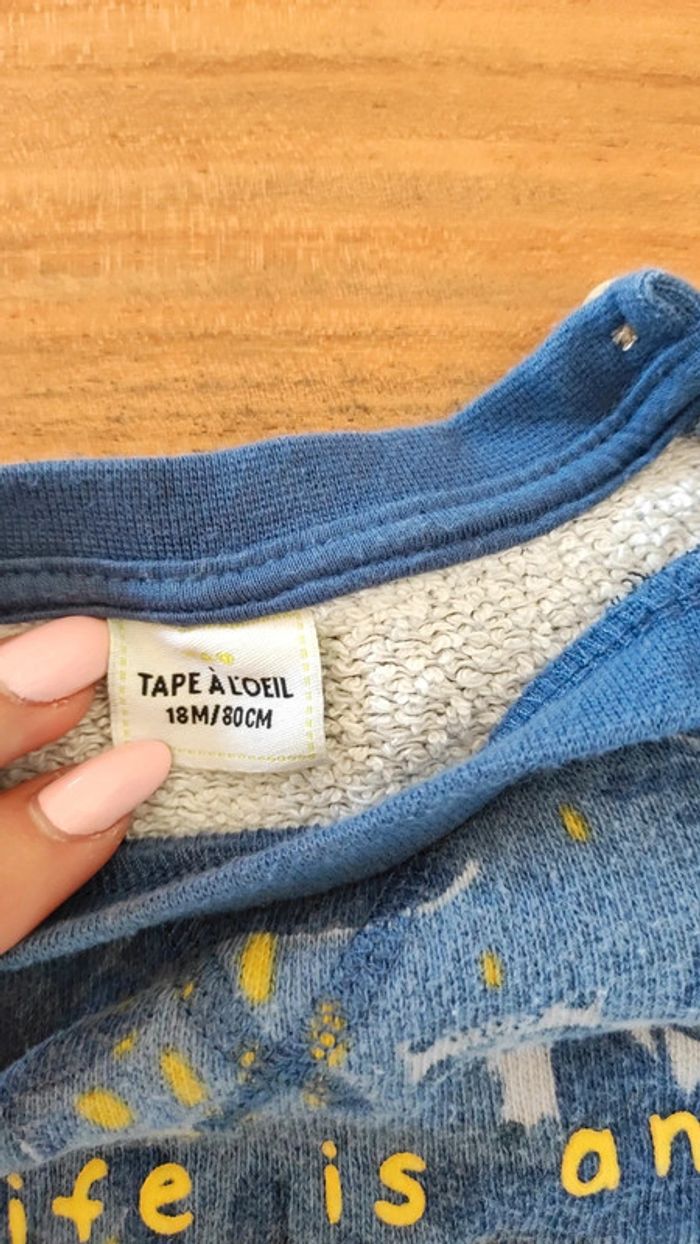 TAPE À L'OEIL
18M/80CM
ife is an